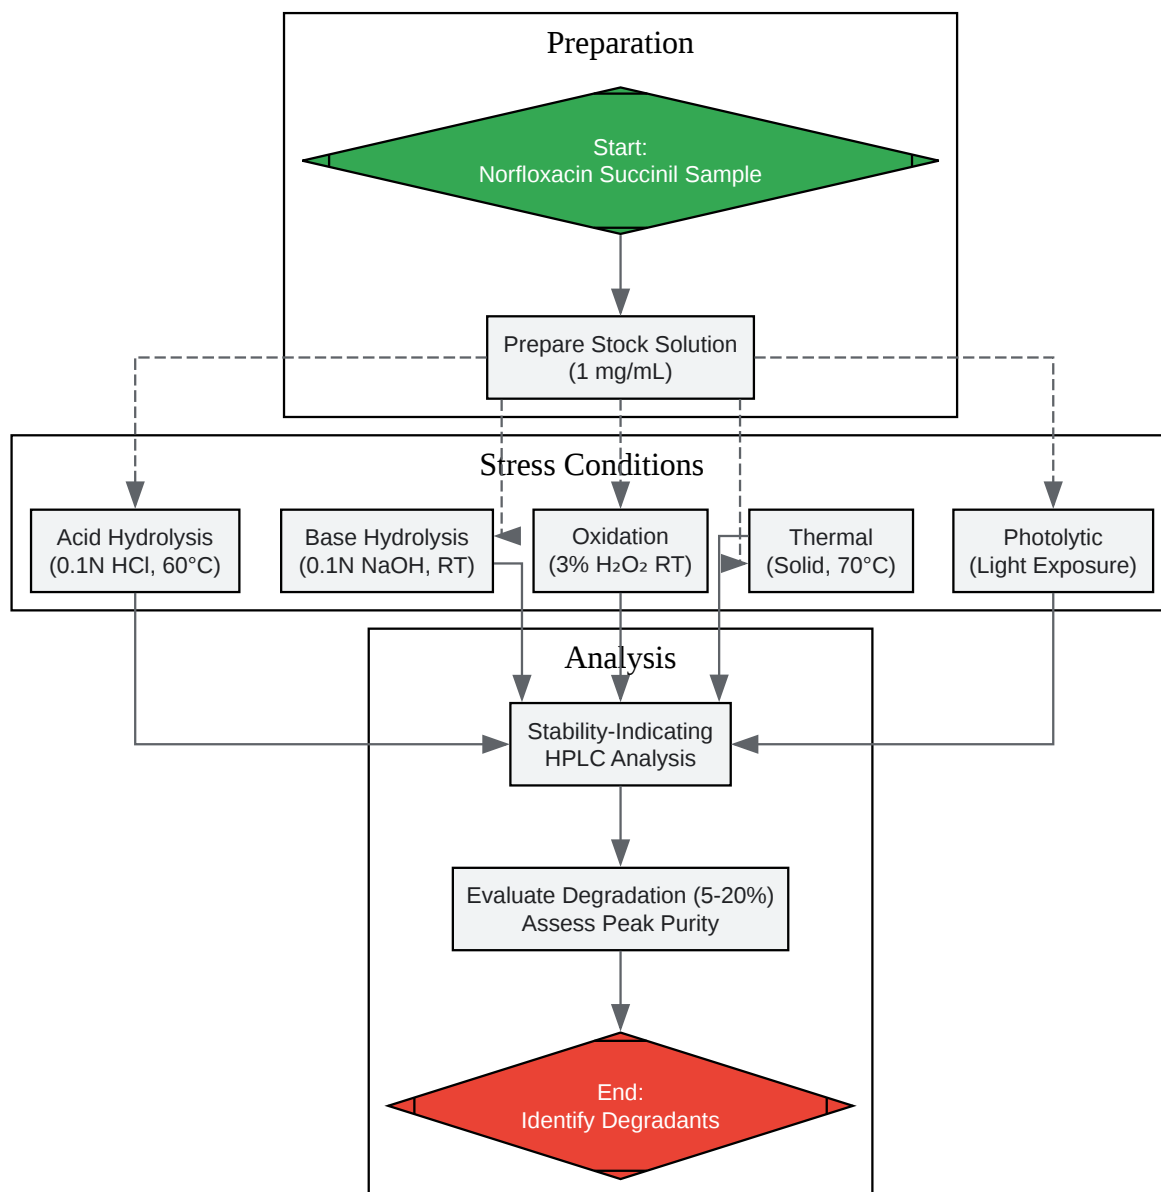 Preparation
Start:
Norfloxacin Succinil Sample
Prepare Stock Solution
(1 mg/mL)
Stress Conditions
Acid Hydrolysis
(0.1N HCl, 60°C)
Base Hydrolysis
(0.1N NaOH, RT)
Oxidation
(3% H₂O₂ RT)
Thermal
(Solid, 70°C)
Photolytic
(Light Exposure)
Analysis
Stability-Indicating
HPLC Analysis
Evaluate Degradation (5-20%)
Assess Peak Purity
End:
Identify Degradants